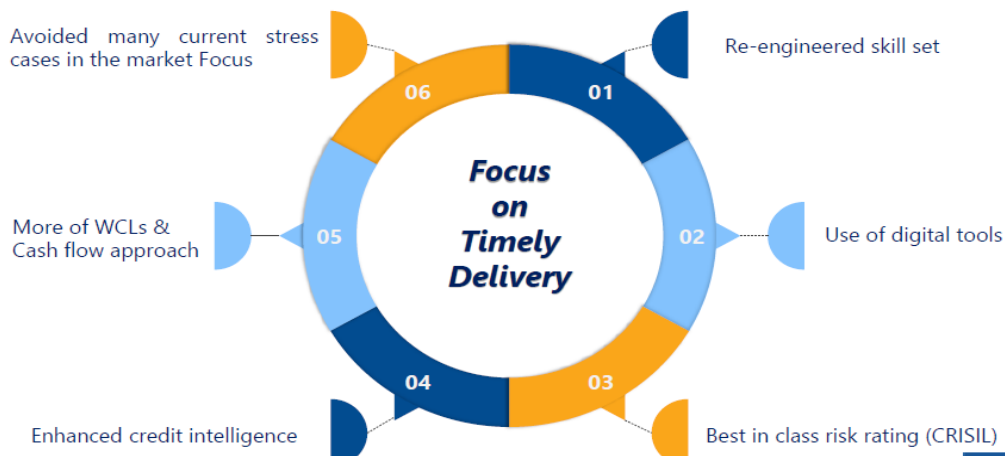 Avoided many current stress
cases in the market Focus
06
01
Re-engineered skill set
Focus
on
Timely
Delivery
More of WCLs &
Cash flow approach
05
02
Use of digital tools
04
03
Enhanced credit intelligence
Best in class risk rating (CRISIL)